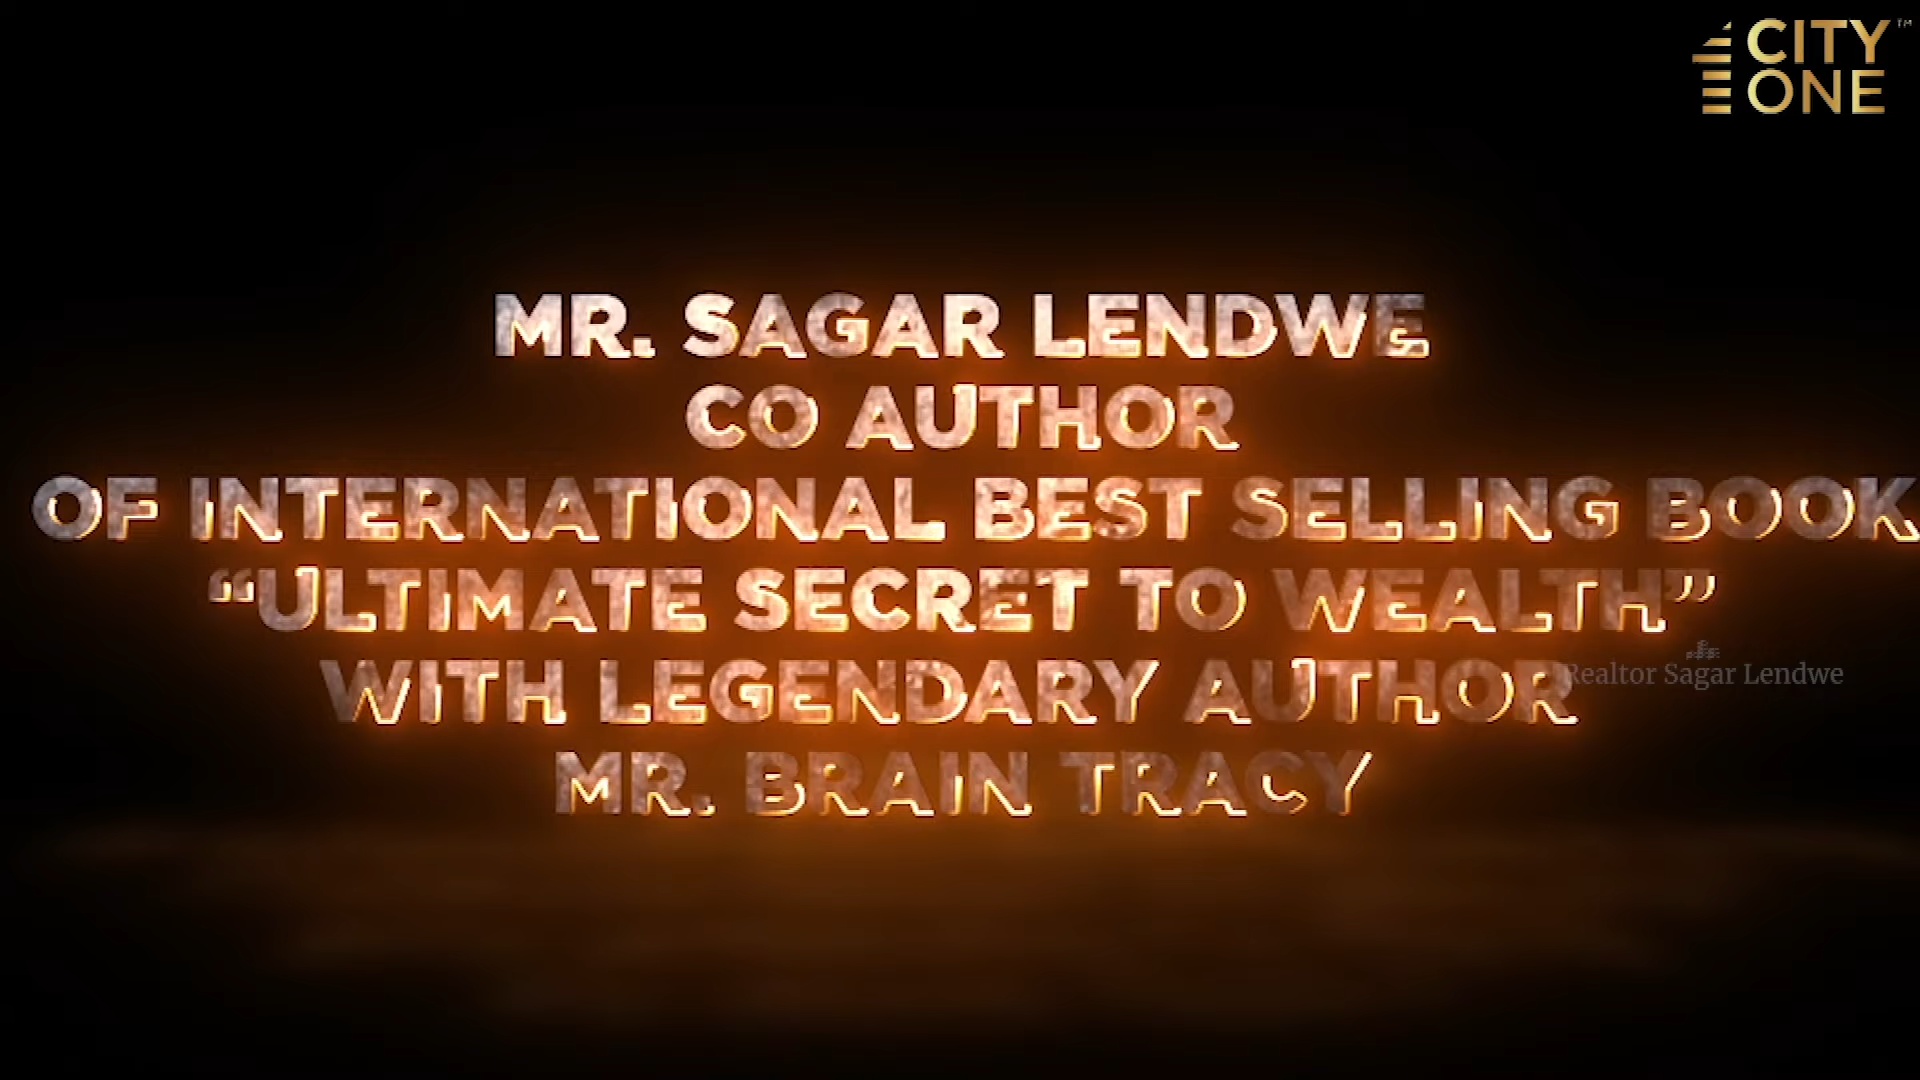 CITY ONE™
MR. SAGAR LENDWE
CO AUTHOR
OF INTERNATIONAL BEST SELLING BOOK
“ULTIMATE SECRET TO WEALTH”
WITH LEGENDARY AUTHOR
Realtor Sagar Lendwe
MR. BRAIN TRACY